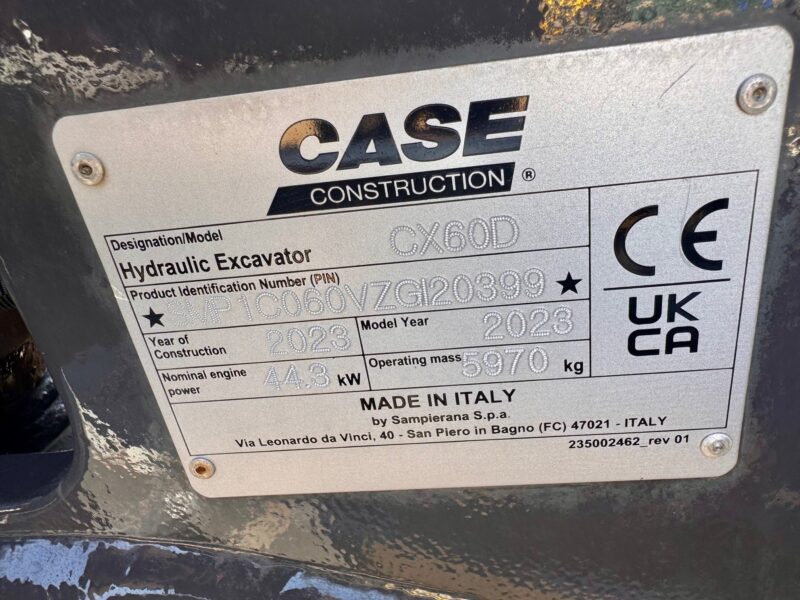 CASE
CONSTRUCTION ®
Designation/Model
Hydraulic Excavator CX60D
Product Identification Number (PIN)
★ ★
Year of Construction 2023 Model Year 2023
Nominal engine power 44.3 kW Operating mass 5970 kg
CE
UK
CA
MADE IN ITALY
by Sampierana S.p.a.
Via Leonardo da Vinci, 40 - San Piero in Bagno (FC) 47021 - ITALY
235002462_rev 01